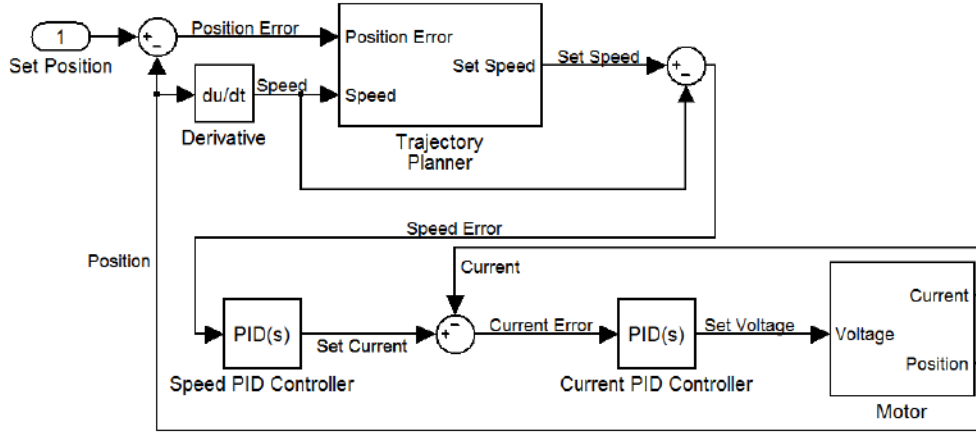 1
Set Position
+
−
Position Error
Position Error
Set Speed
Speed
Trajectory
Planner
du/dt
Derivative
Speed
Set Speed
+
−
Speed Error
Position
Current
PID(s)
Speed PID Controller
Set Current
+
−
Current Error
PID(s)
Current PID Controller
Set Voltage
Voltage
Current
Position
Motor